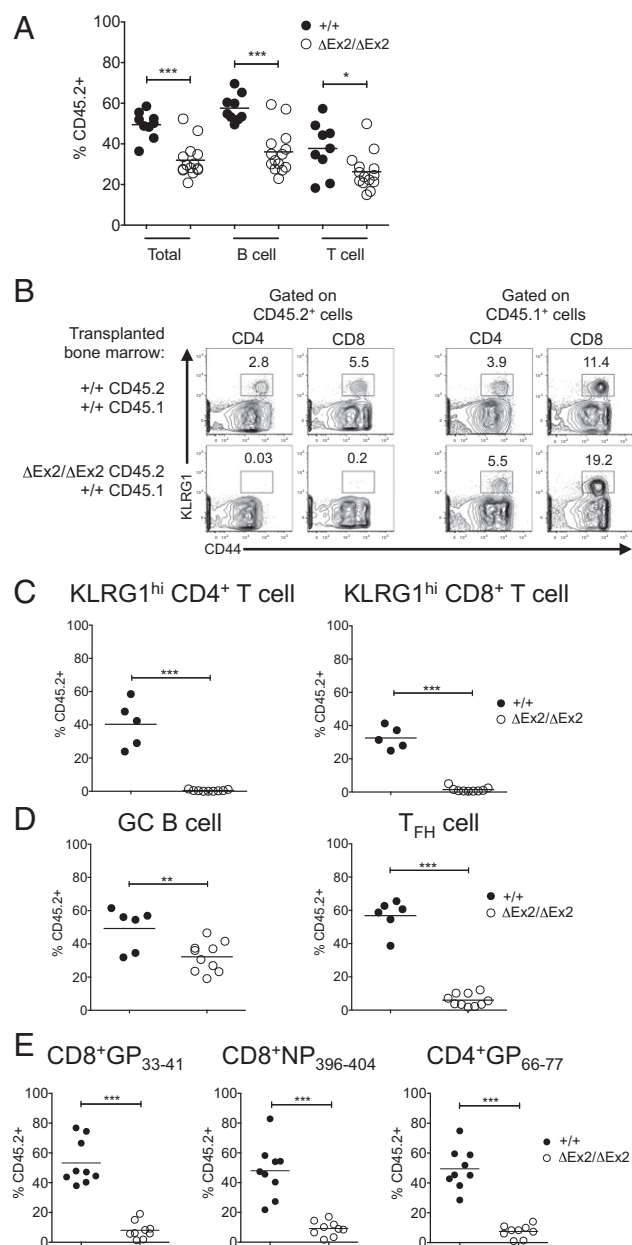 A
+/+
ΔEx2/ΔEx2
% CD45.2+
100
80
60
40
20
0
***
***
*
Total
B cell
T cell
B
Gated on
CD45.2+ cells
Gated on
CD45.1+ cells
Transplanted
bone marrow:
CD4
CD8
CD4
CD8
+/+ CD45.2
+/+ CD45.1
2.8
5.5
3.9
11.4
ΔEx2/ΔEx2 CD45.2
+/+ CD45.1
0.03
0.2
5.5
19.2
KLRG1
CD44
C
KLRG1hi CD4+ T cell
KLRG1hi CD8+ T cell
% CD45.2+
100
80
60
40
20
0
***
% CD45.2+
100
80
60
40
20
0
***
+/+
ΔEx2/ΔEx2
D
GC B cell
TFH cell
% CD45.2+
100
80
60
40
20
0
**
% CD45.2+
100
80
60
40
20
0
***
+/+
ΔEx2/ΔEx2
E
CD8+GP33-41
CD8+NP396-404
CD4+GP66-77
% CD45.2+
100
80
60
40
20
0
***
% CD45.2+
100
80
60
40
20
0
***
% CD45.2+
100
80
60
40
20
0
***
+/+
ΔEx2/ΔEx2